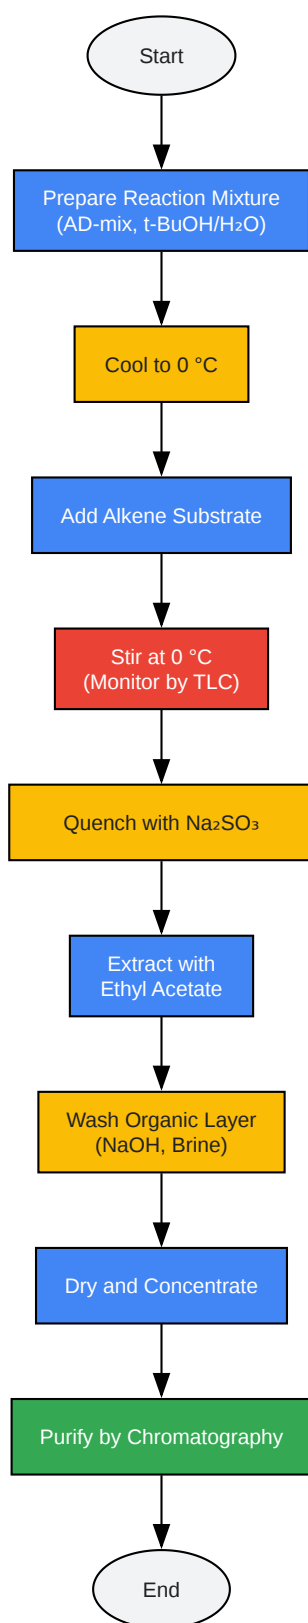 Start
Prepare Reaction Mixture
(AD-mix, t-BuOH/H₂O)
Cool to 0 °C
Add Alkene Substrate
Stir at 0 °C
(Monitor by TLC)
Quench with Na₂SO₃
Extract with
Ethyl Acetate
Wash Organic Layer
(NaOH, Brine)
Dry and Concentrate
Purify by Chromatography
End